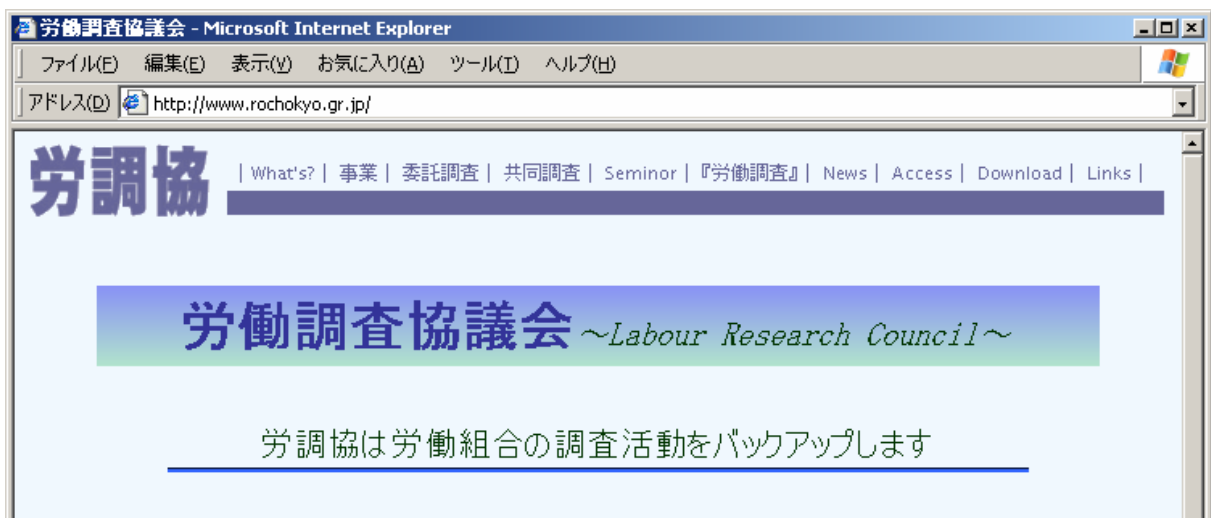 労働調査協議会 - Microsoft Internet Explorer
ファイル(F) 編集(E) 表示(V) お気に入り(A) ツール(T) ヘルプ(H)
アドレス(D) http://www.rochokyo.gr.jp/
労調協 | What's? | 事業 | 委託調査 | 共同調査 | Seminor | 『労働調査』 | News | Access | Download | Links |
労働調査協議会 ～Labour Research Council～
労調協は労働組合の調査活動をバックアップします